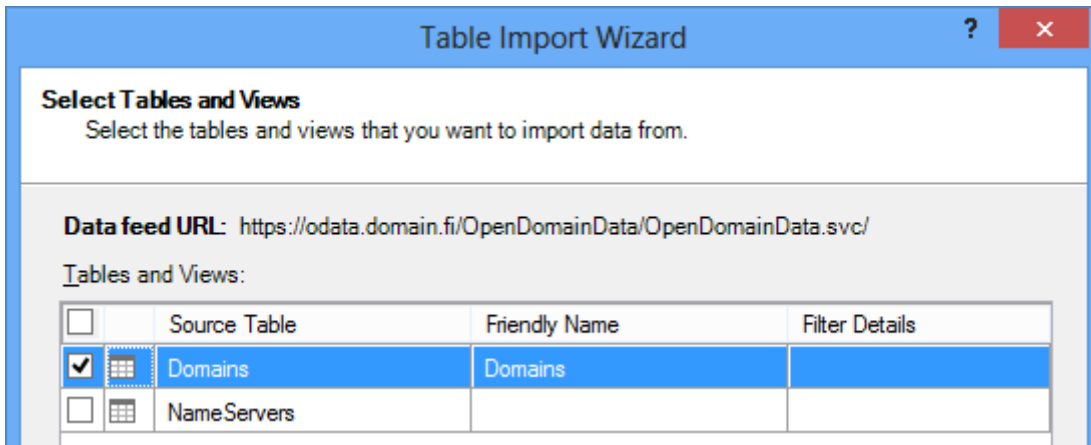 Table Import Wizard ? ×
Select Tables and Views
Select the tables and views that you want to import data from.
Data feed URL: https://odata.domain.fi/OpenDomainData/OpenDomainData.svc/
Tables and Views:
Source Table Friendly Name Filter Details
Domains Domains
NameServers